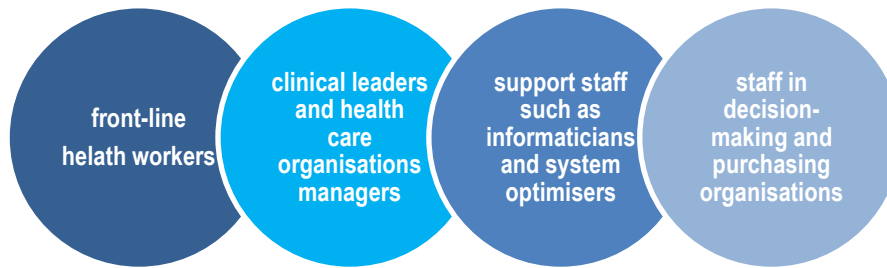 front-line
helath workers
clinical leaders
and health
care
organisations
managers
support staff
such as
informaticians
and system
optimisers
staff in
decision-
making and
purchasing
organisations